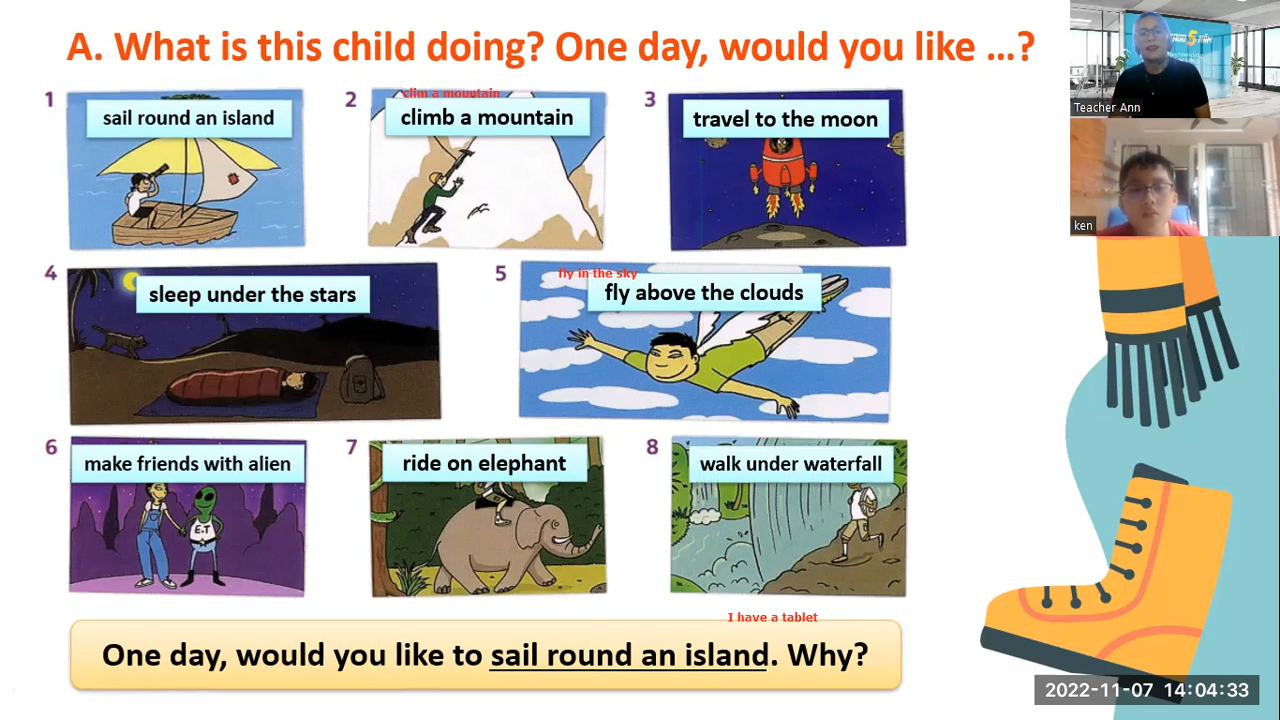 A. What is this child doing? One day, would you like ...?
1
sail round an island
2
clim a mountain
climb a mountain
3
travel to the moon
4
sleep under the stars
5
fly in the sky
fly above the clouds
6
make friends with alien
E.T
7
ride on elephant
8
walk under waterfall
I have a tablet
One day, would you like to sail round an island. Why?
Teacher Ann
ken
2022-11-07 14:04:33